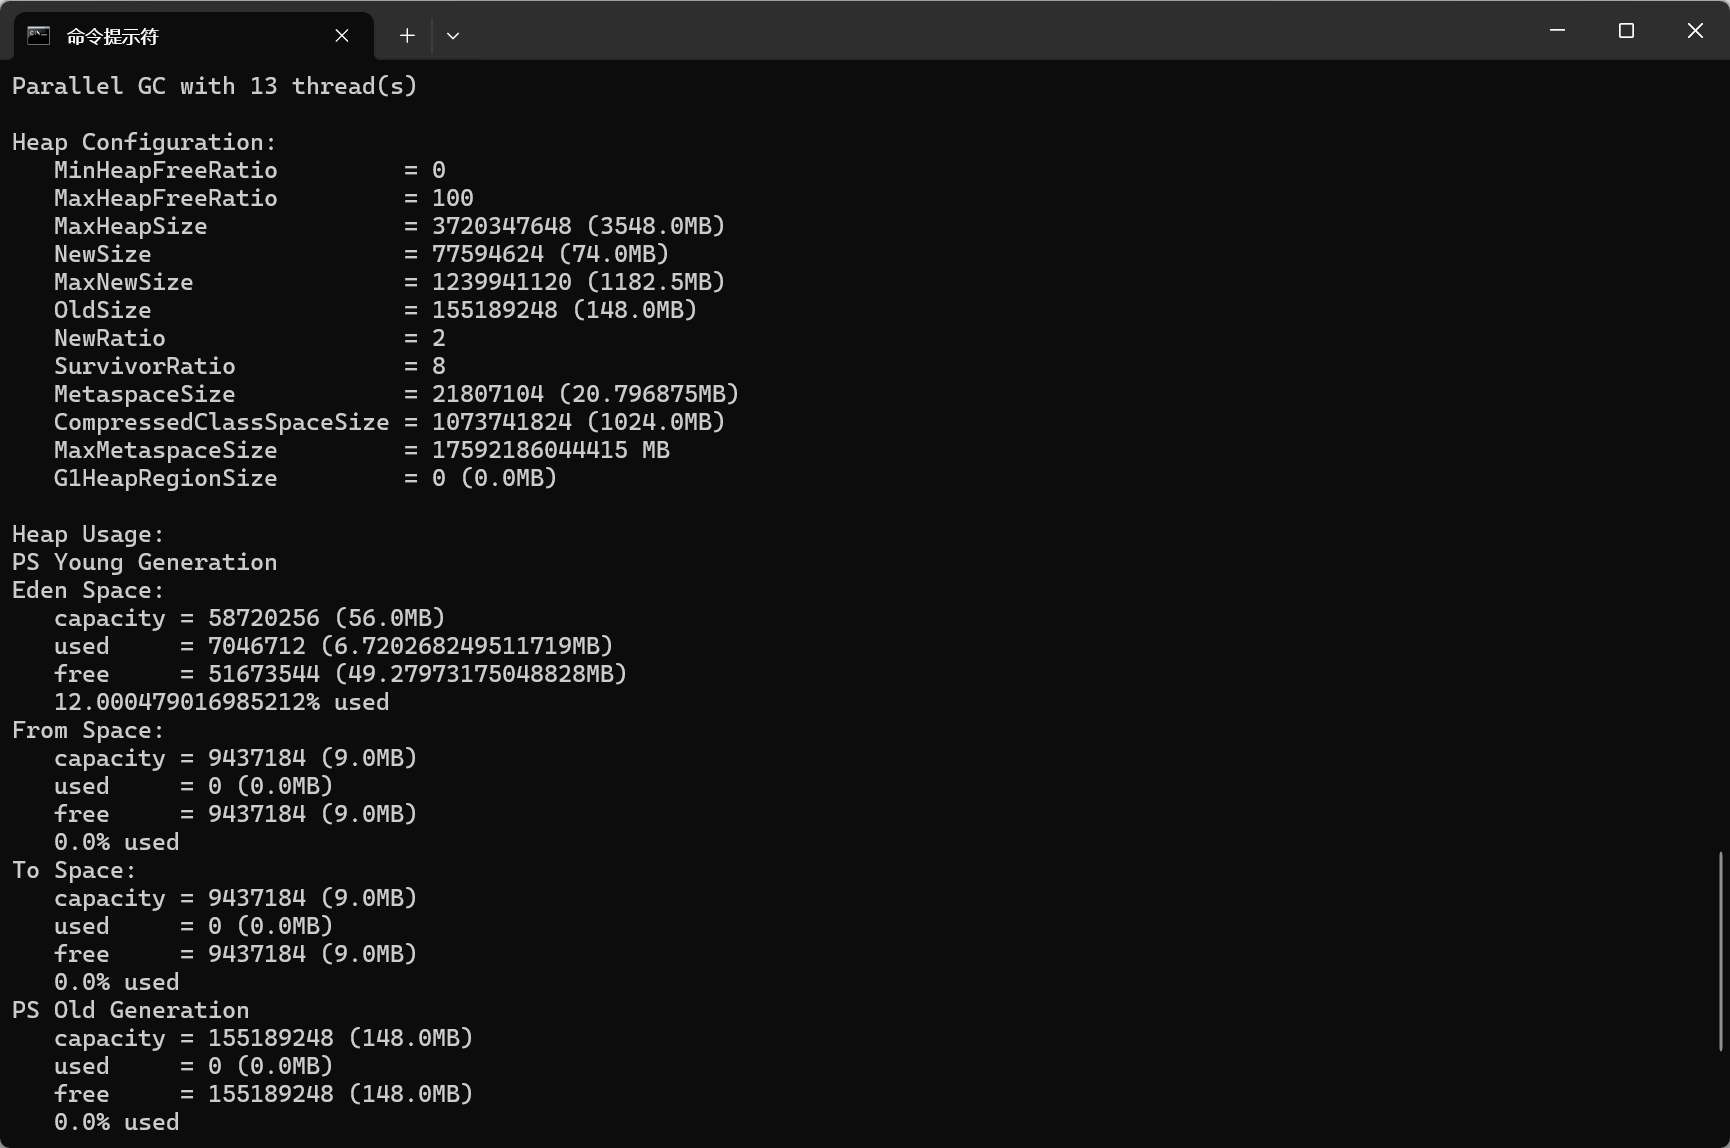 命令提示符
Parallel GC with 13 thread(s)
Heap Configuration:
MinHeapFreeRatio = 0
MaxHeapFreeRatio = 100
MaxHeapSize = 3720347648 (3548.0MB)
NewSize = 77594624 (74.0MB)
MaxNewSize = 1239941120 (1182.5MB)
OldSize = 155189248 (148.0MB)
NewRatio = 2
SurvivorRatio = 8
MetaspaceSize = 21807104 (20.796875MB)
CompressedClassSpaceSize = 1073741824 (1024.0MB)
MaxMetaspaceSize = 17592186044415 MB
G1HeapRegionSize = 0 (0.0MB)
Heap Usage:
PS Young Generation
Eden Space:
capacity = 58720256 (56.0MB)
used = 7046712 (6.720268249511719MB)
free = 51673544 (49.27973175048828MB)
12.000479016985212% used
From Space:
capacity = 9437184 (9.0MB)
used = 0 (0.0MB)
free = 9437184 (9.0MB)
0.0% used
To Space:
capacity = 9437184 (9.0MB)
used = 0 (0.0MB)
free = 9437184 (9.0MB)
0.0% used
PS Old Generation
capacity = 155189248 (148.0MB)
used = 0 (0.0MB)
free = 155189248 (148.0MB)
0.0% used